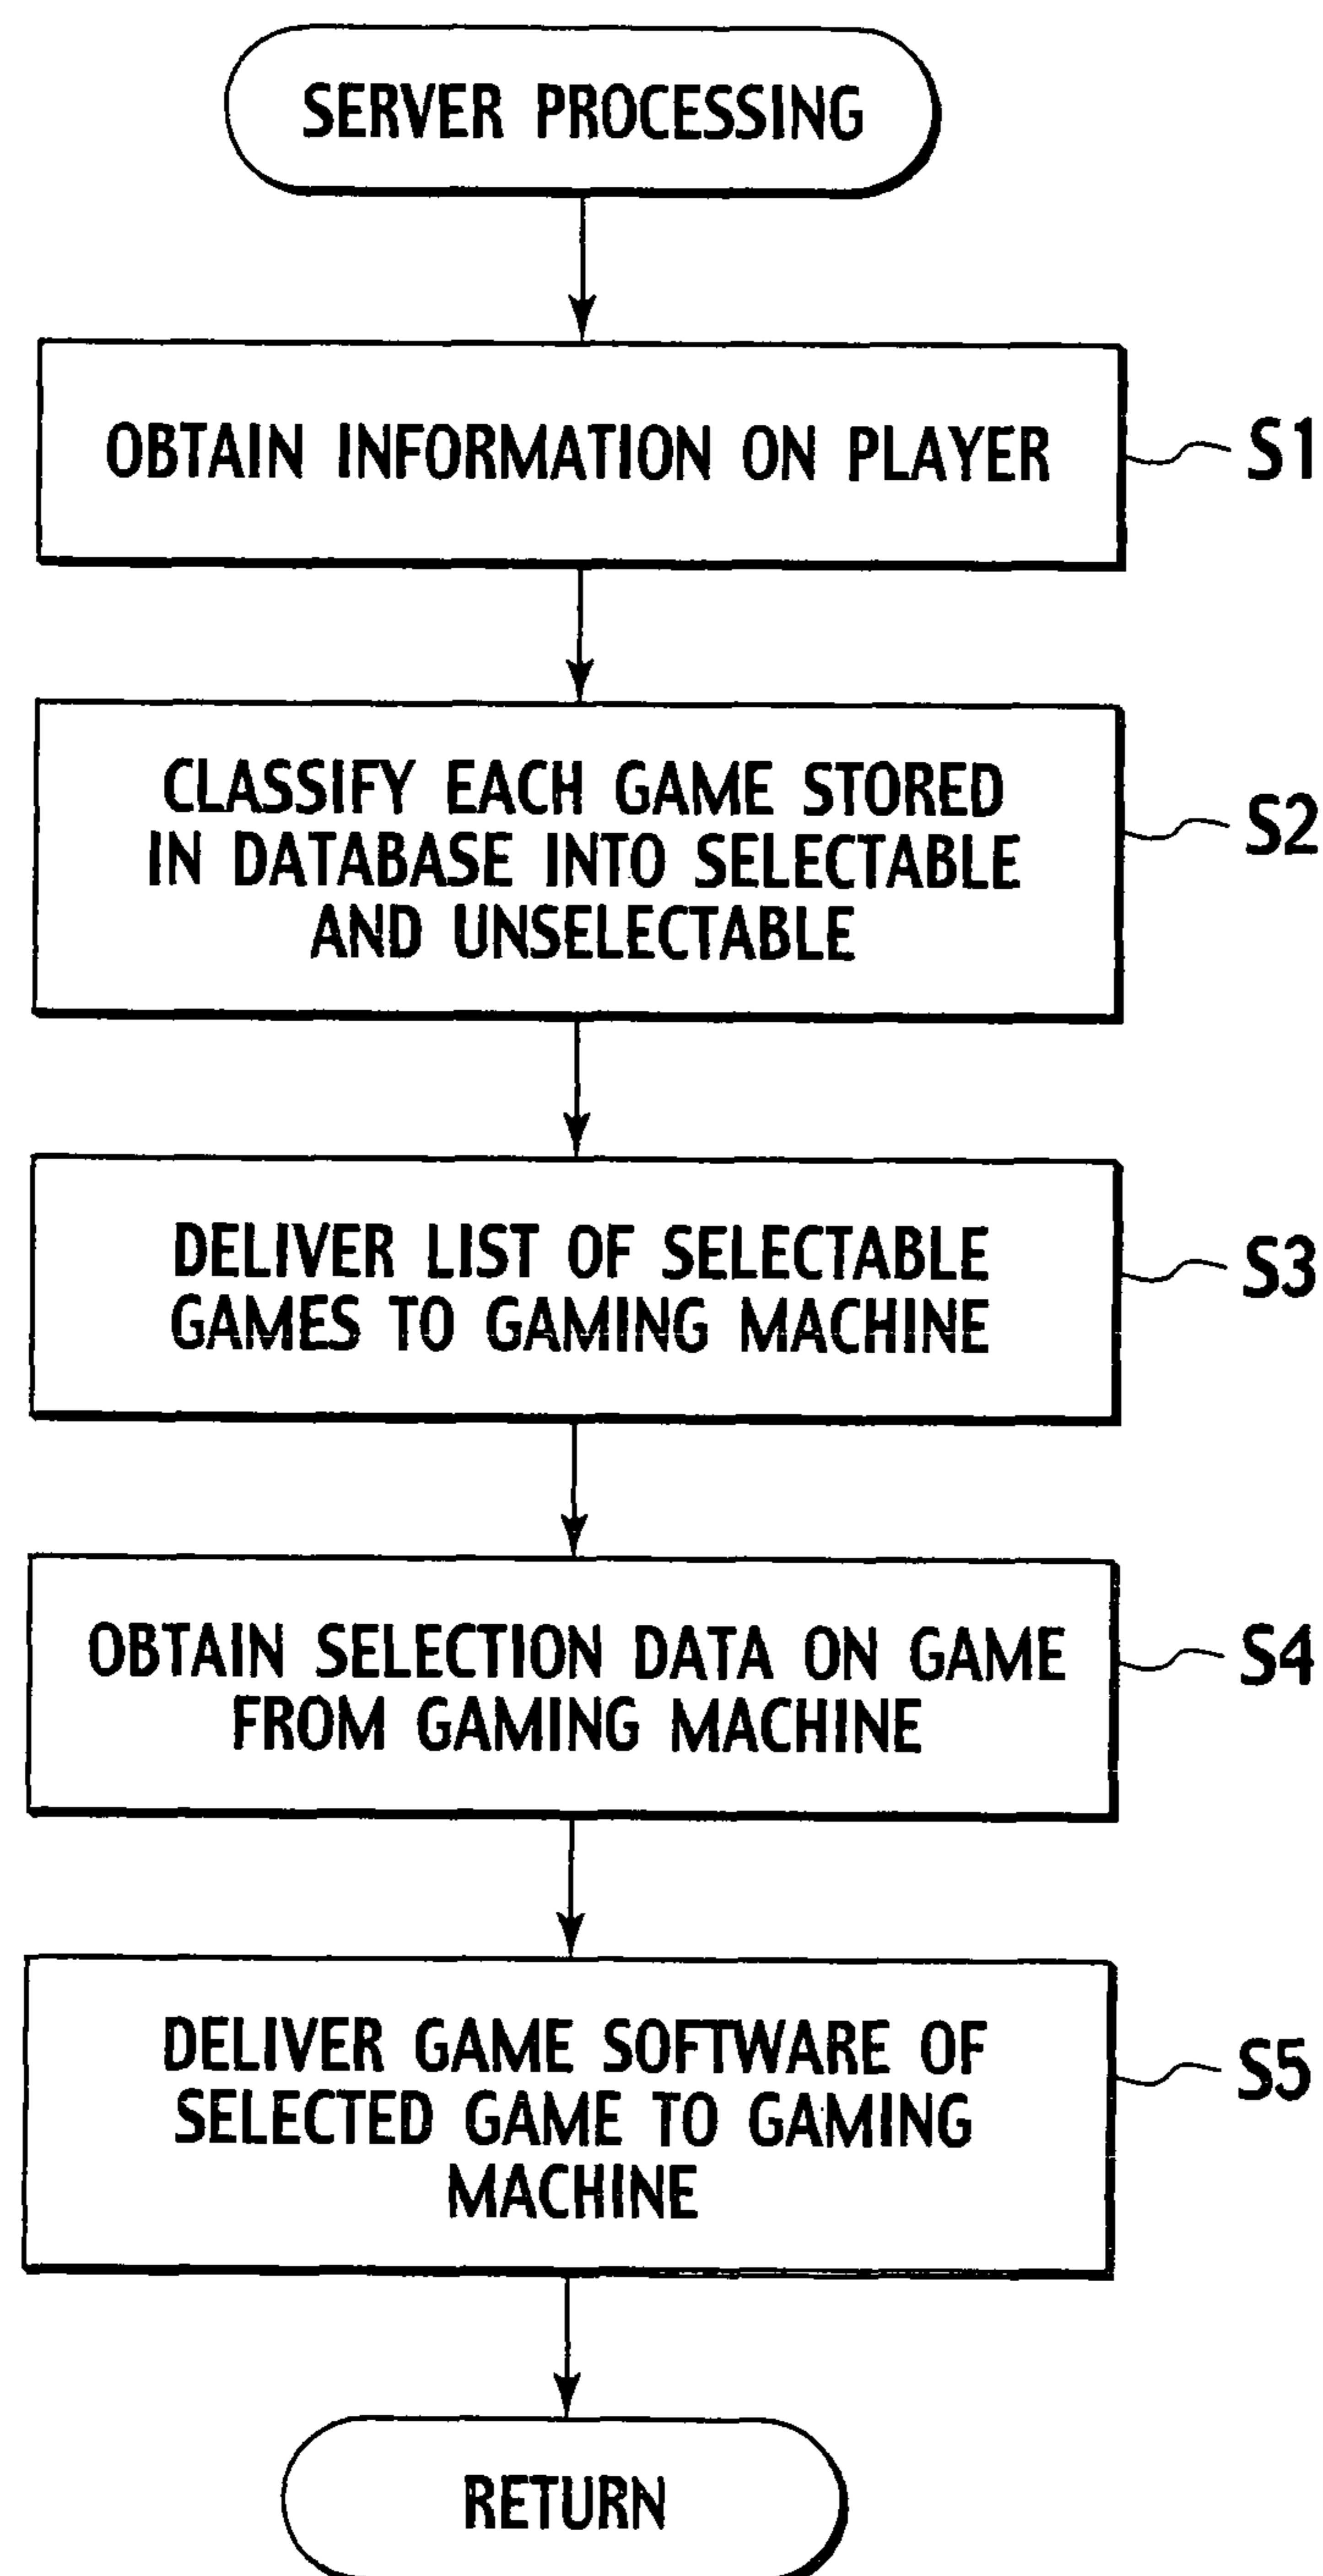 SERVER PROCESSING
OBTAIN INFORMATION ON PLAYER
S1
CLASSIFY EACH GAME STORED
IN DATABASE INTO SELECTABLE
AND UNSELECTABLE
S2
DELIVER LIST OF SELECTABLE
GAMES TO GAMING MACHINE
S3
OBTAIN SELECTION DATA ON GAME
FROM GAMING MACHINE
S4
DELIVER GAME SOFTWARE OF
SELECTED GAME TO GAMING
MACHINE
S5
RETURN